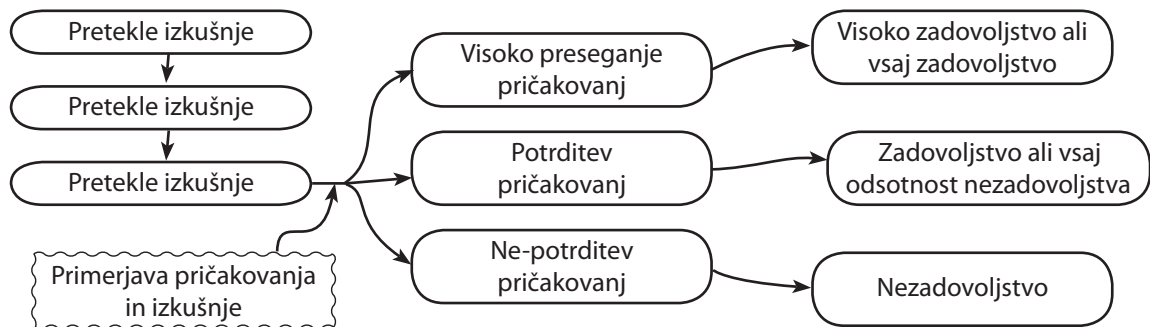 Pretekle izkušnje
Pretekle izkušnje
Pretekle izkušnje
Primerjava pričakovanja
in izkušnje
Visoko preseganje
pričakovanj
Potrditev
pričakovanj
Ne-potrditev
pričakovanj
Visoko zadovoljstvo ali
vsaj zadovoljstvo
Zadovoljstvo ali vsaj
odsotnost nezadovoljstva
Nezadovoljstvo